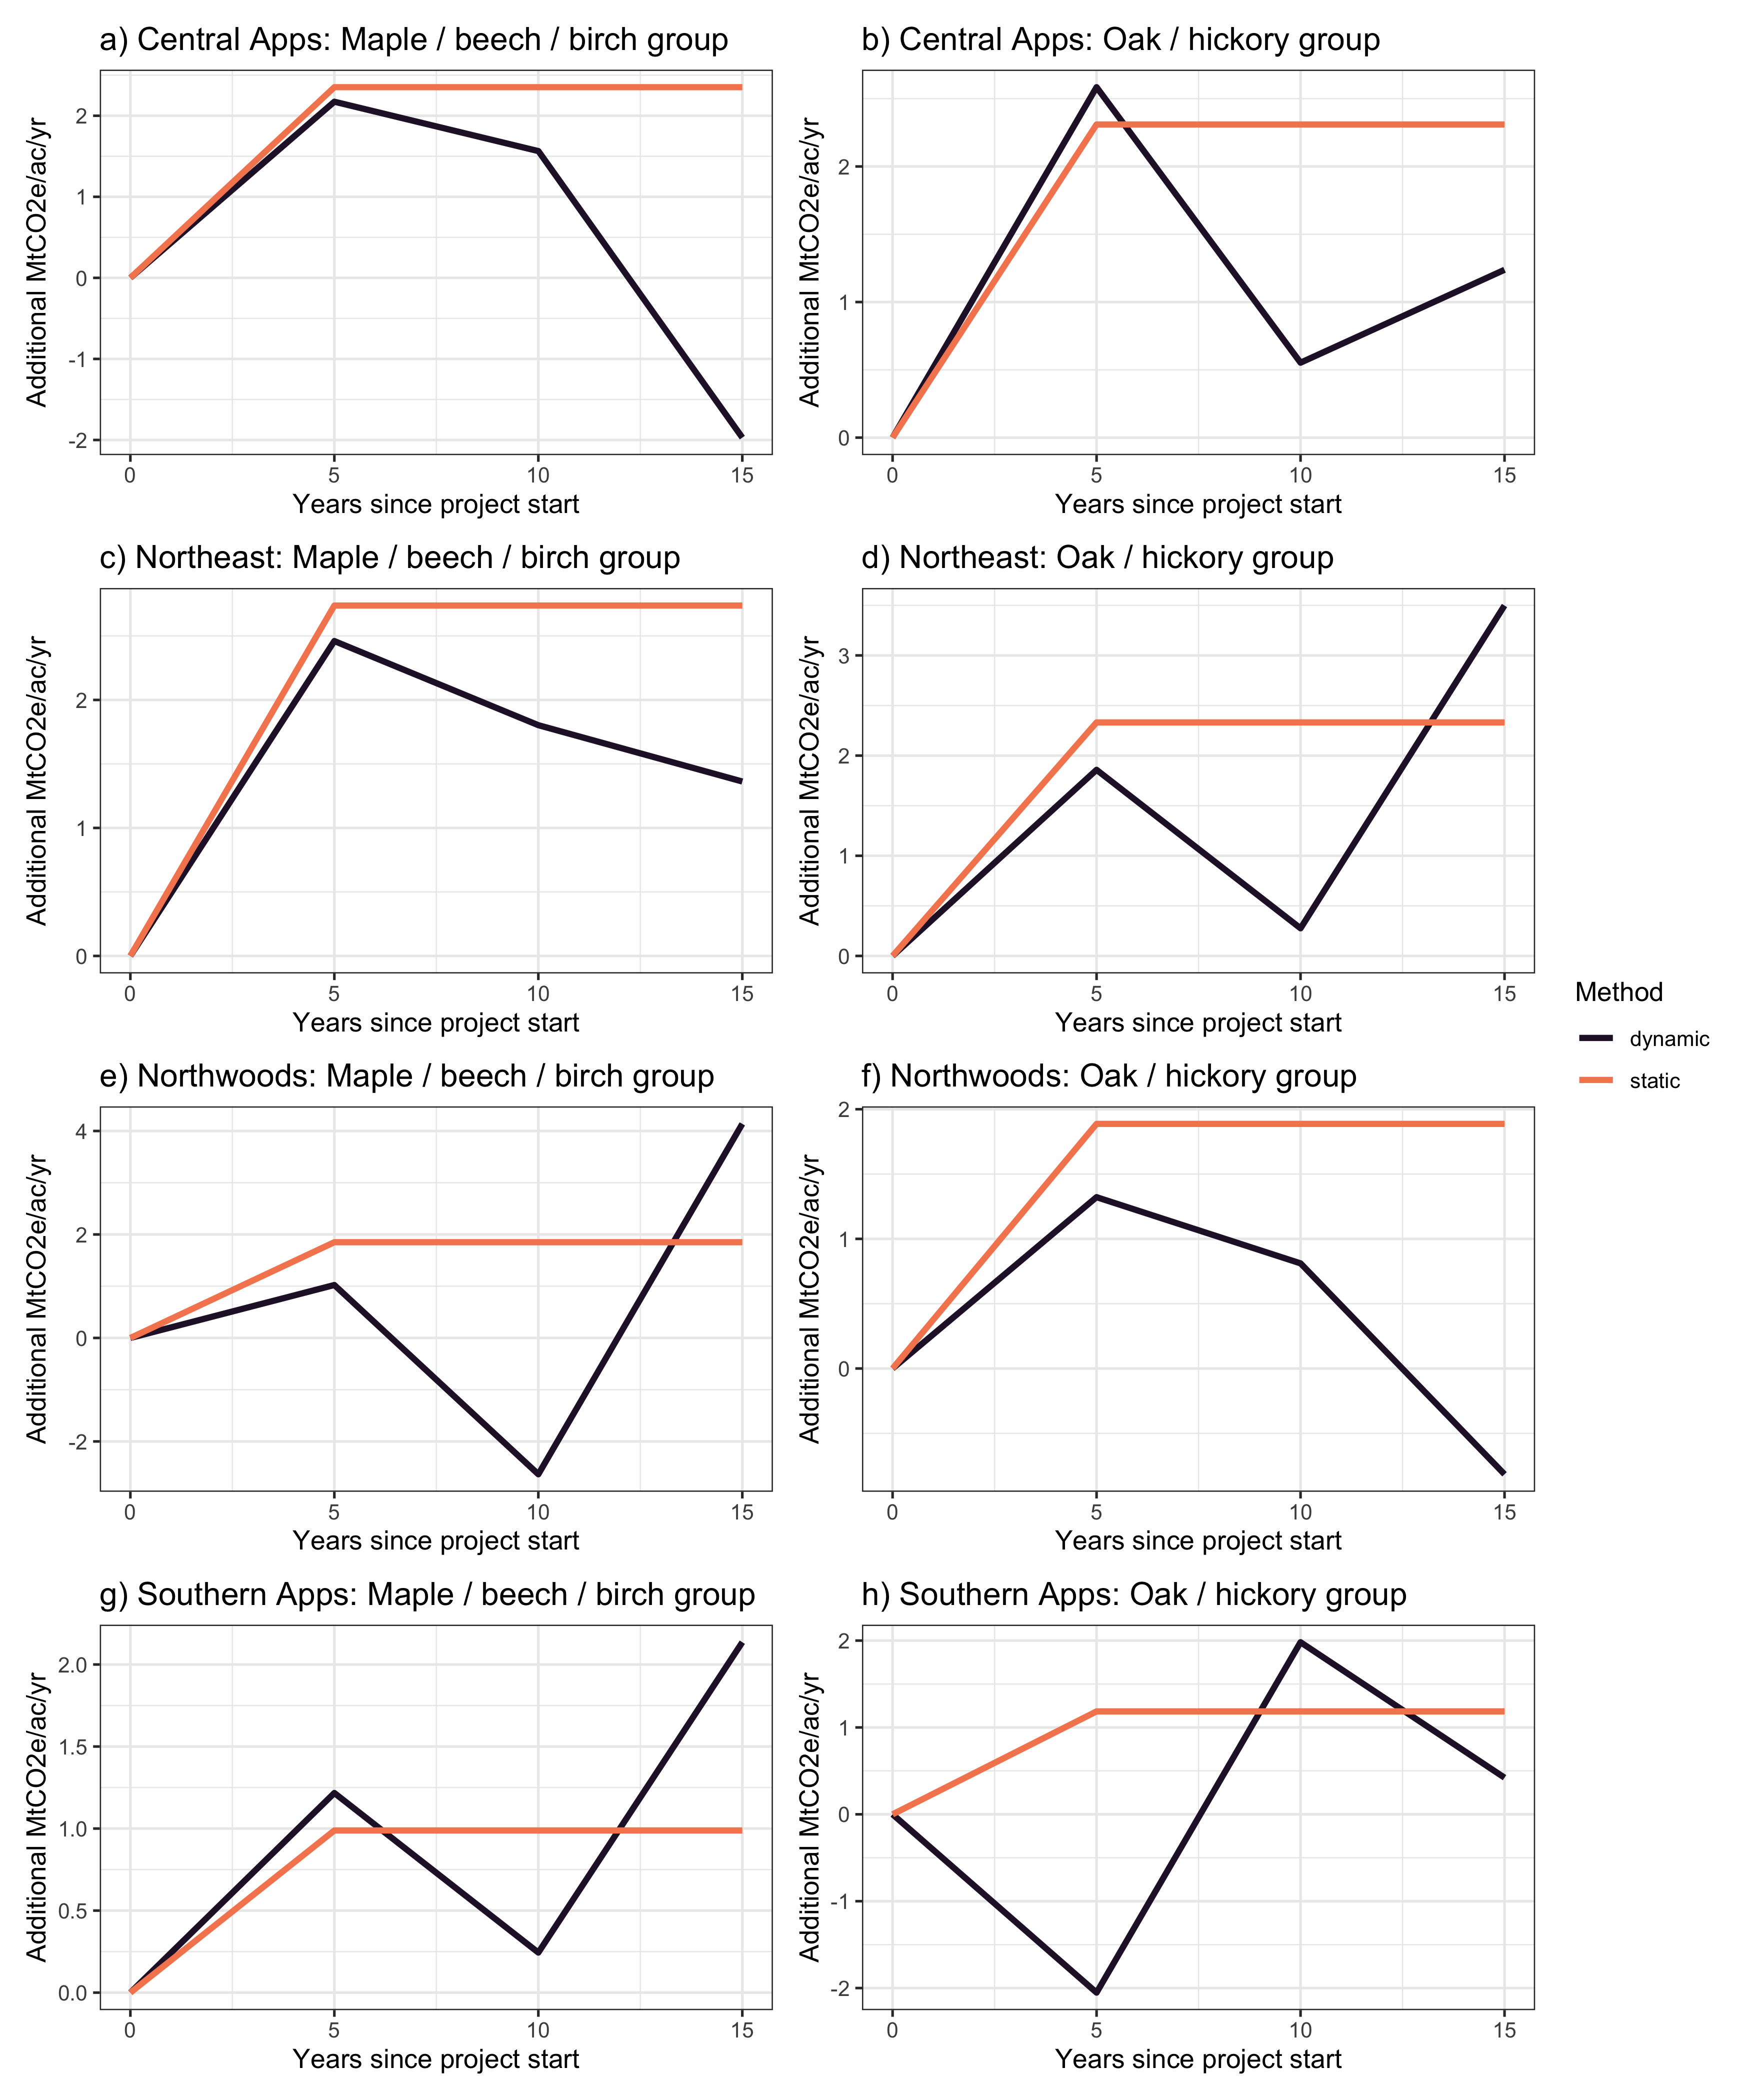 a) Central Apps: Maple / beech / birch group
Additional MtCO2e/ac/yr
2
1
0
-1
-2
0 5 10 15
Years since project start
b) Central Apps: Oak / hickory group
Additional MtCO2e/ac/yr
2
1
0
0 5 10 15
Years since project start
c) Northeast: Maple / beech / birch group
Additional MtCO2e/ac/yr
2
1
0
0 5 10 15
Years since project start
d) Northeast: Oak / hickory group
Additional MtCO2e/ac/yr
3
2
1
0
0 5 10 15
Years since project start
e) Northwoods: Maple / beech / birch group
Additional MtCO2e/ac/yr
4
2
0
-2
0 5 10 15
Years since project start
f) Northwoods: Oak / hickory group
Additional MtCO2e/ac/yr
2
1
0
0 5 10 15
Years since project start
g) Southern Apps: Maple / beech / birch group
Additional MtCO2e/ac/yr
2.0
1.5
1.0
0.5
0.0
0 5 10 15
Years since project start
h) Southern Apps: Oak / hickory group
Additional MtCO2e/ac/yr
2
1
0
-1
-2
0 5 10 15
Years since project start
Method
dynamic
static